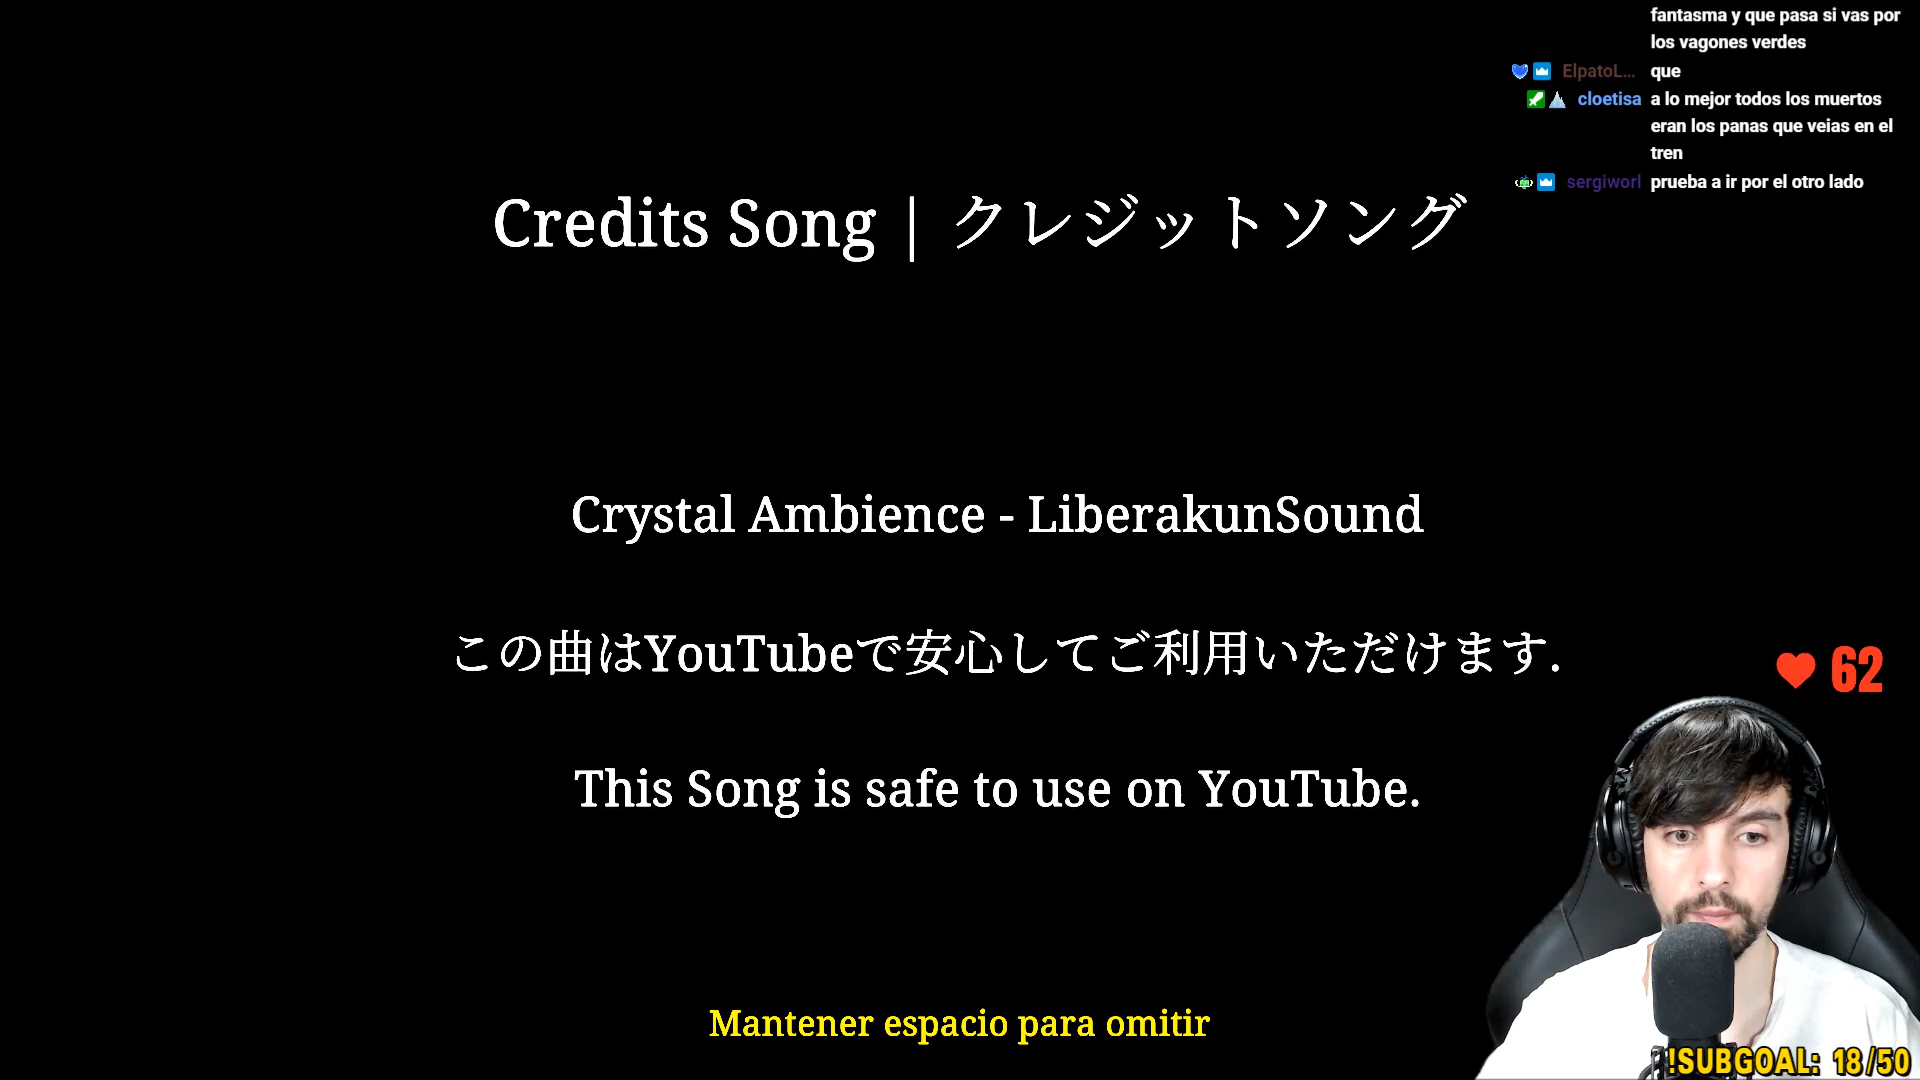 fantasma y que pasa si vas por
los vagones verdes
ElpatoL... que
cloetisa a lo mejor todos los muertos
eran los panas que veias en el
tren
sergiworl prueba a ir por el otro lado
Credits Song | クレジットソング
Crystal Ambience - LiberakunSound
この曲はYouTubeで安心してご利用いただけます.
62
This Song is safe to use on YouTube.
Mantener espacio para omitir
!SUBGOAL: 18/50